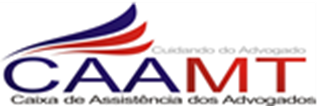 Cuidando do Advogado
CAAMT
Caixa de Assistência dos Advogados